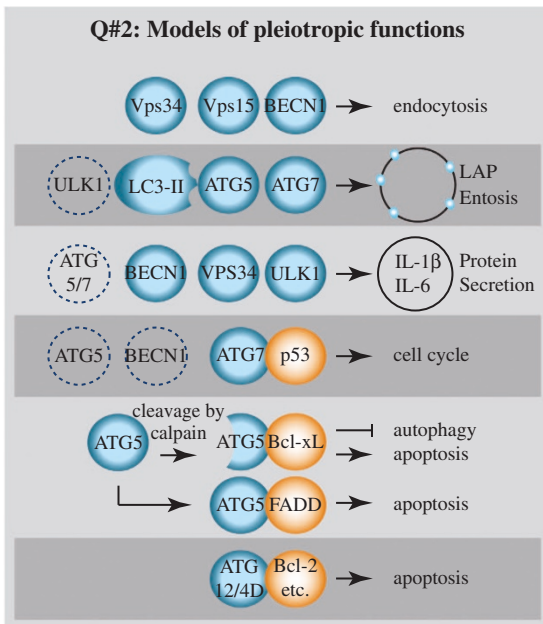 Q#2: Models of pleiotropic functions
Vps34 Vps15 BECN1 endocytosis
ULK1 LC3-II ATG5 ATG7 LAP
Entosis
ATG
5/7 BECN1 VPS34 ULK1 IL-1β
IL-6 Protein
Secretion
ATG5 BECN1 ATG7 p53 cell cycle
ATG5 cleavage by
calpain ATG5 Bcl-xL autophagy
apoptosis
ATG5 FADD apoptosis
ATG
12/4D Bcl-2
etc. apoptosis